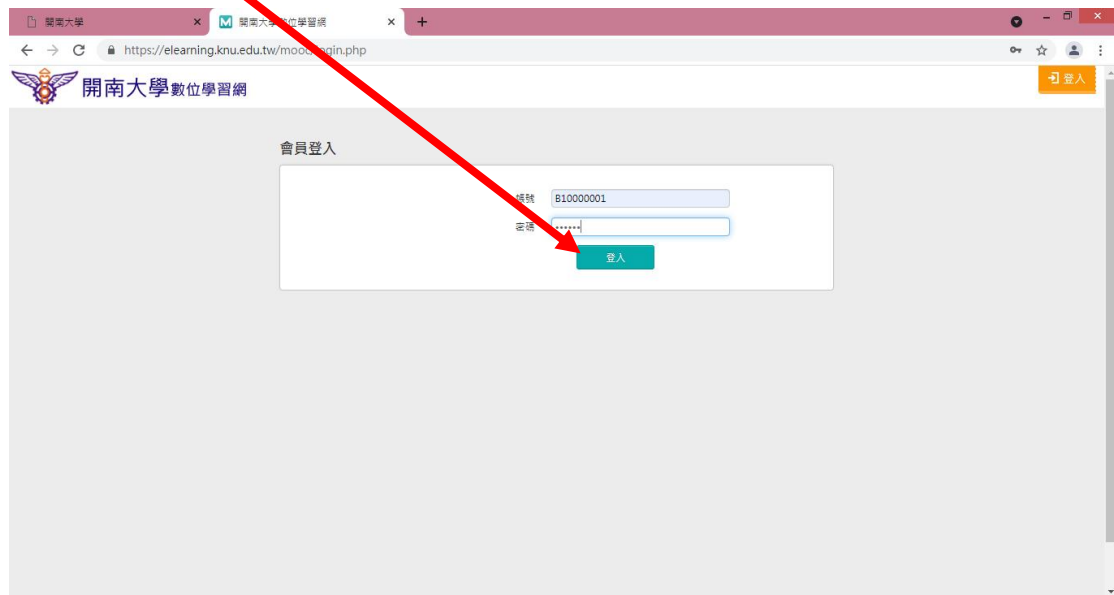 開南大學
開南大學數位學習網
https://elearning.knu.edu.tw/mooc/login.php
開南大學數位學習網
登入
會員登入
帳號 B10000001
密碼 ••••••
登入